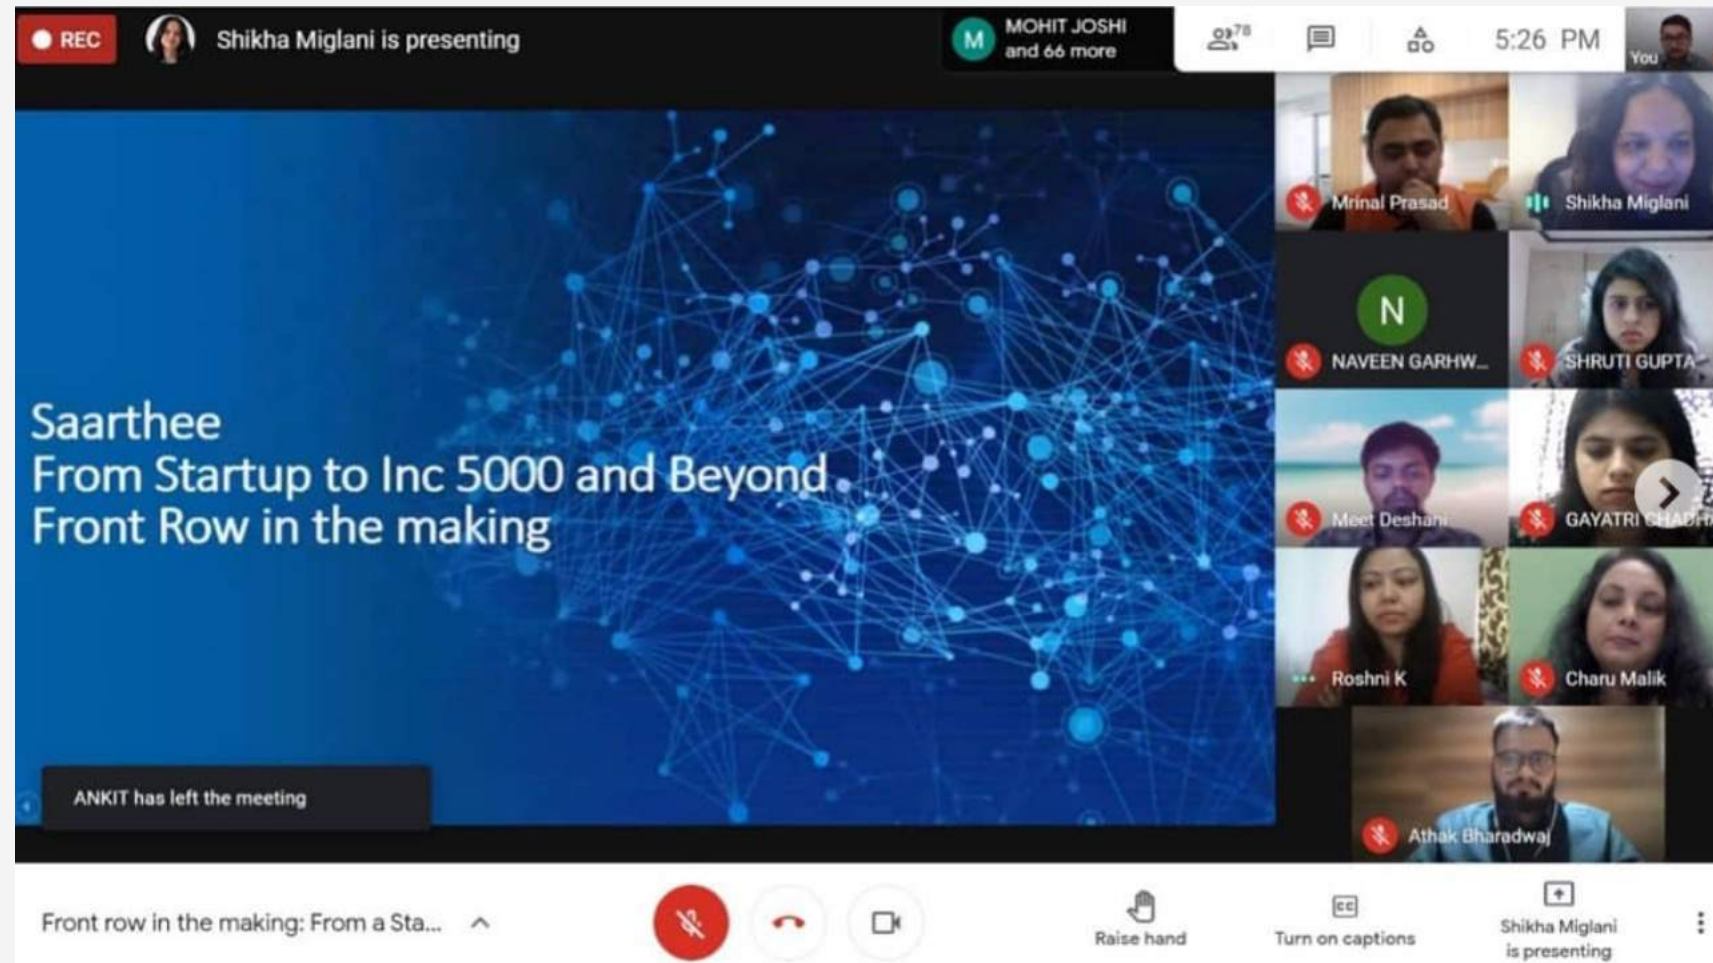 REC
Shikha Miglani is presenting
M
MOHIT JOSHI
and 66 more
78
5:26 PM
You
Mrinal Prasad
Shikha Miglani
N
NAVEEN GARHW...
SHRUTI GUPTA
Saarthee
From Startup to Inc 5000 and Beyond
Front Row in the making
Meet Deshani
GAYATRI CHADHA
Roshni K
Charu Malik
ANKIT has left the meeting
Athak Bharadwaj
Front row in the making: From a Sta...
Raise hand
CC
Turn on captions
Shikha Miglani
is presenting